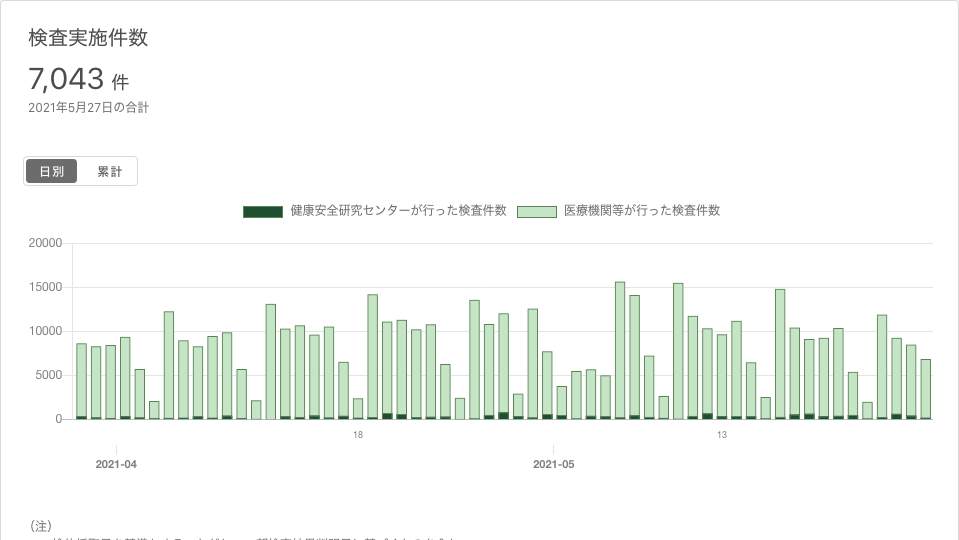 検査実施件数
7,043 件
2021年5月27日の合計
日別 累計
健康安全研究センターが行った検査件数 医療機関等が行った検査件数
20000
15000
10000
5000
0
18 13
2021-04 2021-05
（注）